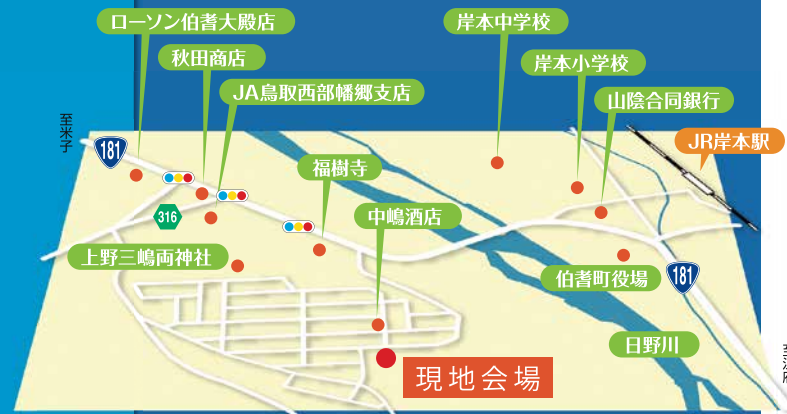 ローソン伯耆大殿店
岸本中学校
秋田商店
岸本小学校
JA鳥取西部幡郷支店
山陰合同銀行
至米子
181
JR岸本駅
福樹寺
316
中嶋酒店
上野三嶋両神社
伯耆町役場
181
日野川
現地会場